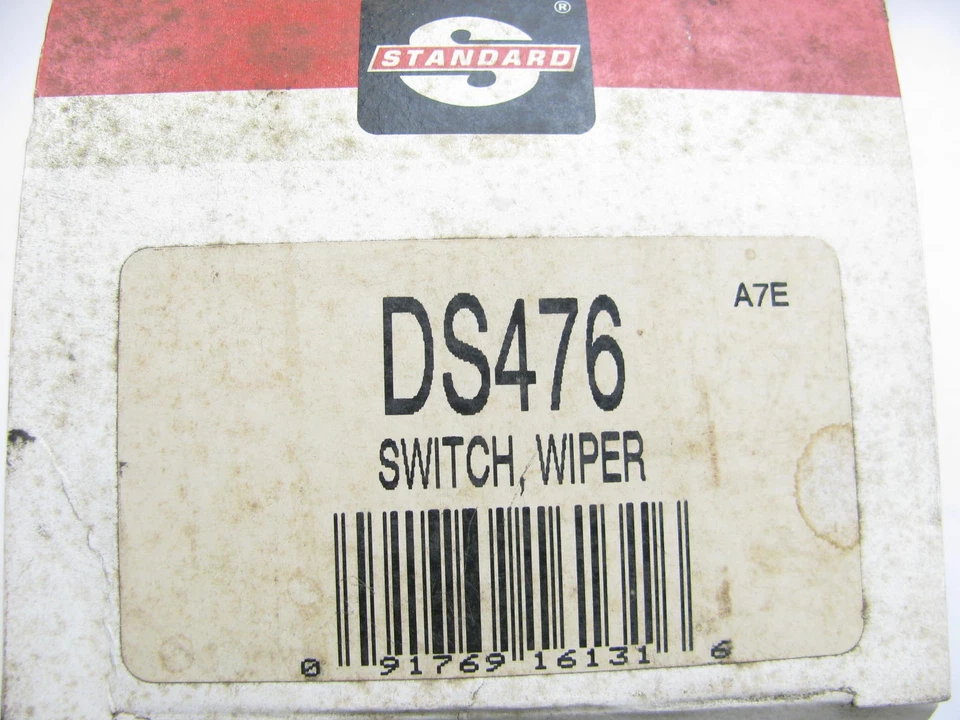 ®
STANDARD
A7E
DS476
SWITCH, WIPER
0 91769 16131 6